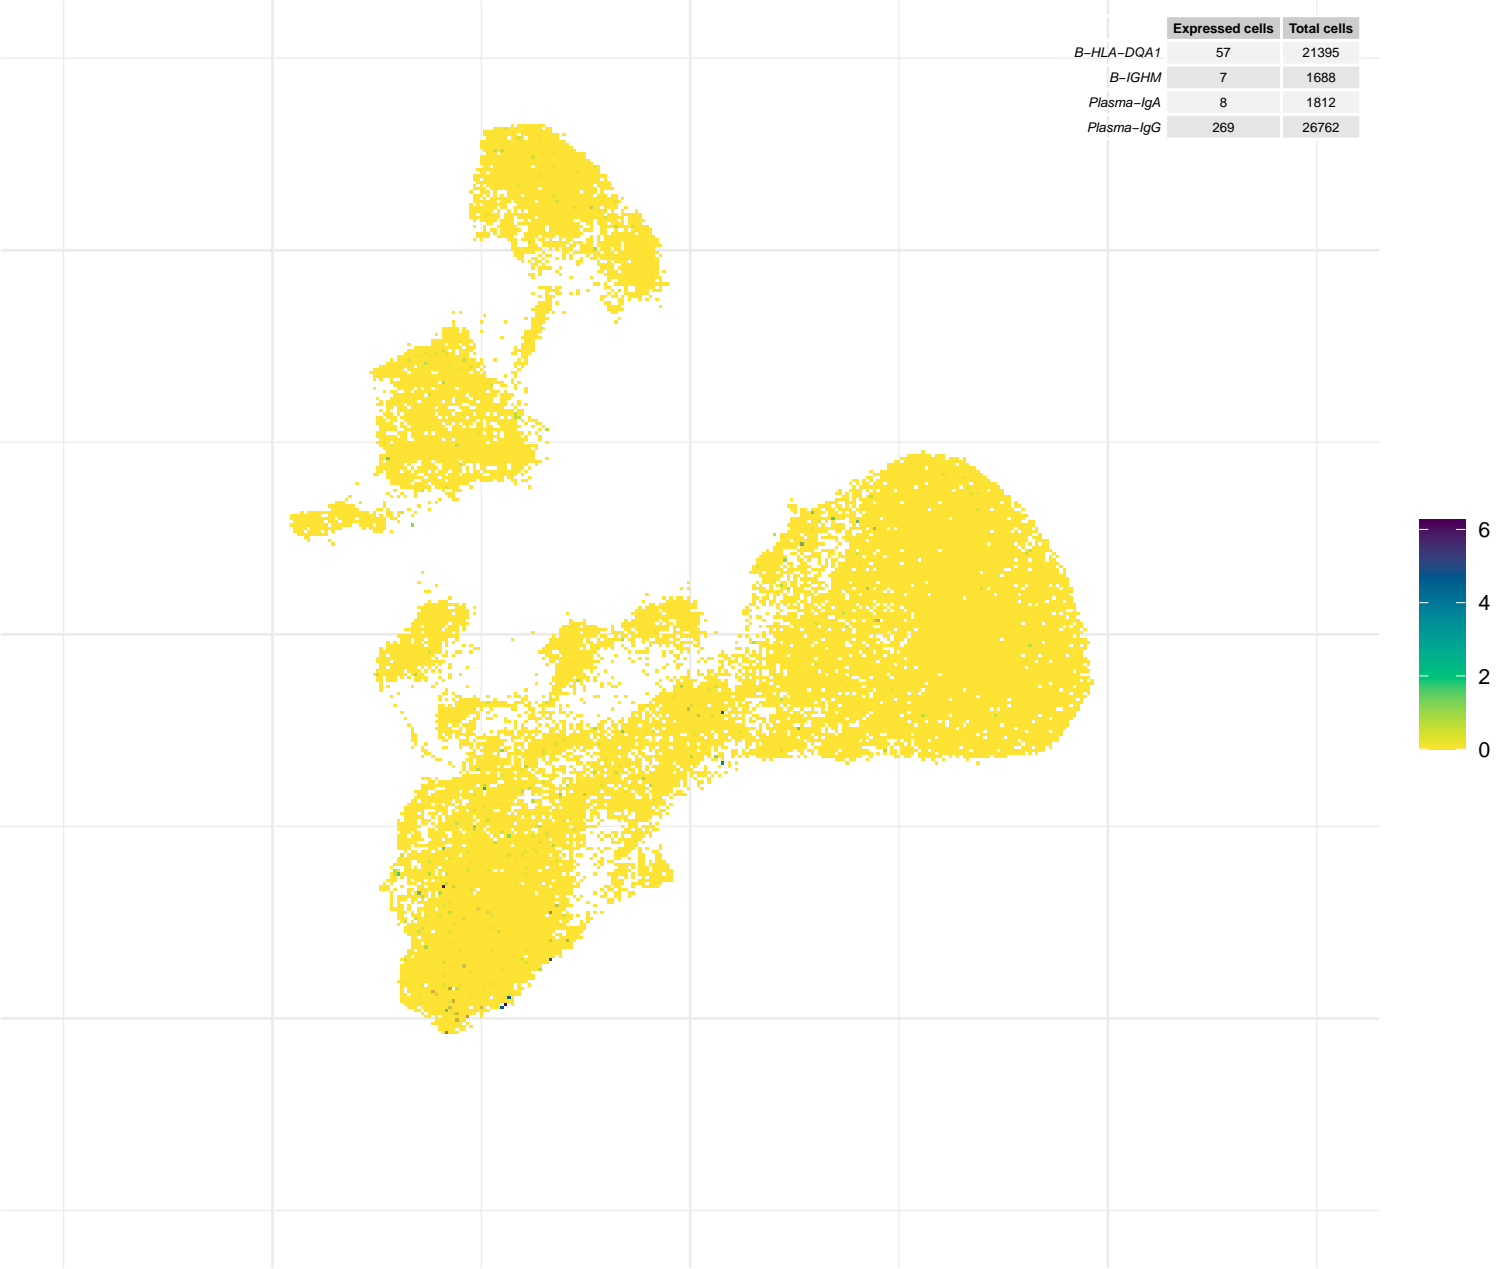 Expressed cells Total cells
B−HLA−DQA1 57 21395
B−IGHM 7 1688
Plasma−IgA 8 1812
Plasma−IgG 269 26762
6
4
2
0